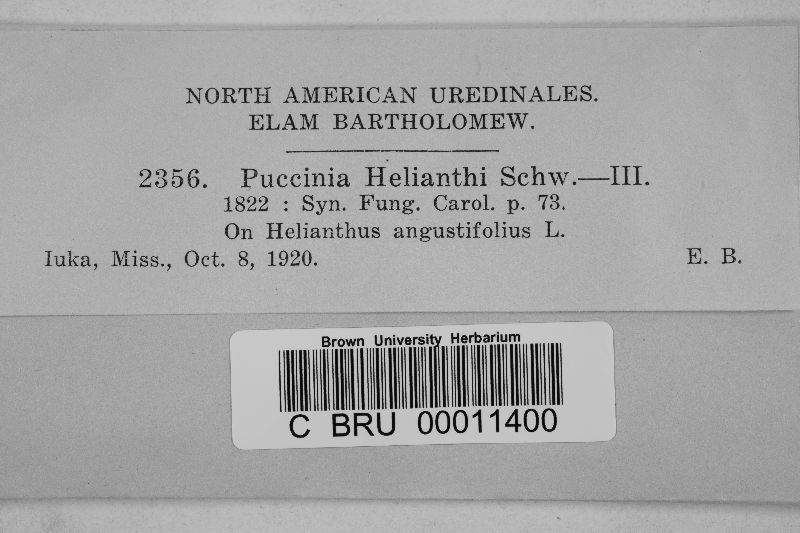 NORTH AMERICAN UREDINALES.
ELAM BARTHOLOMEW.
2356. Puccinia Helianthi Schw.—III.
1822 : Syn. Fung. Carol. p. 73.
On Helianthus angustifolius L.
Iuka, Miss., Oct. 8, 1920. E. B.
Brown University Herbarium
C BRU 00011400